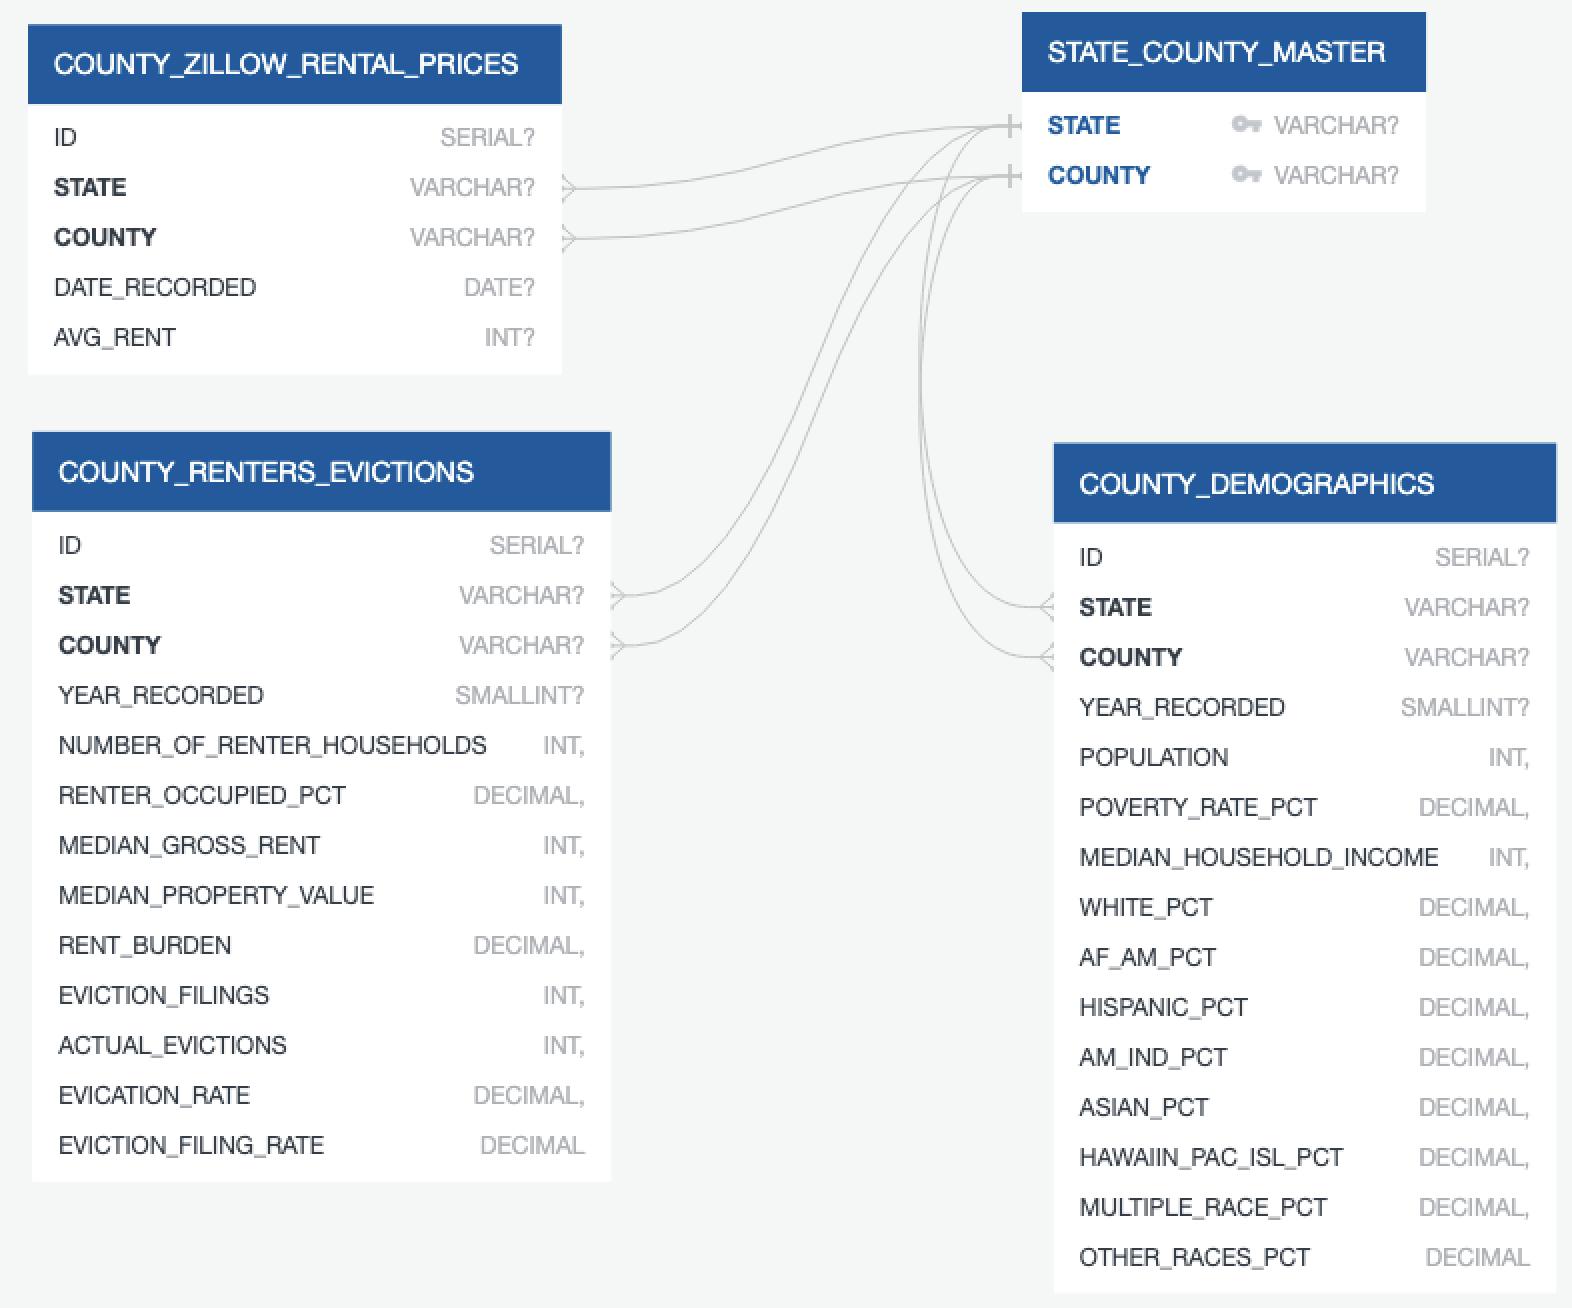 COUNTY_ZILLOW_RENTAL_PRICES
ID SERIAL?
STATE VARCHAR?
COUNTY VARCHAR?
DATE_RECORDED DATE?
AVG_RENT INT?
STATE_COUNTY_MASTER
STATE VARCHAR?
COUNTY VARCHAR?
COUNTY_RENTERS_EVICTIONS
ID SERIAL?
STATE VARCHAR?
COUNTY VARCHAR?
YEAR_RECORDED SMALLINT?
NUMBER_OF_RENTER_HOUSEHOLDS INT,
RENTER_OCCUPIED_PCT DECIMAL,
MEDIAN_GROSS_RENT INT,
MEDIAN_PROPERTY_VALUE INT,
RENT_BURDEN DECIMAL,
EVICTION_FILINGS INT,
ACTUAL_EVICTIONS INT,
EVICATION_RATE DECIMAL,
EVICTION_FILING_RATE DECIMAL
COUNTY_DEMOGRAPHICS
ID SERIAL?
STATE VARCHAR?
COUNTY VARCHAR?
YEAR_RECORDED SMALLINT?
POPULATION INT,
POVERTY_RATE_PCT DECIMAL,
MEDIAN_HOUSEHOLD_INCOME INT,
WHITE_PCT DECIMAL,
AF_AM_PCT DECIMAL,
HISPANIC_PCT DECIMAL,
AM_IND_PCT DECIMAL,
ASIAN_PCT DECIMAL,
HAWAIIN_PAC_ISL_PCT DECIMAL,
MULTIPLE_RACE_PCT DECIMAL,
OTHER_RACES_PCT DECIMAL